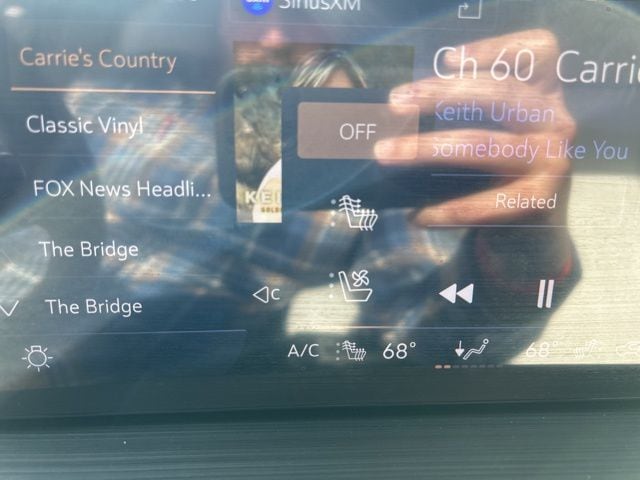 SiriusXM
Carrie's Country
Classic Vinyl
FOX News Headli...
The Bridge
The Bridge
OFF
Ch 60 Carrie
Keith Urban
Somebody Like You
Related
A/C 68° 68°